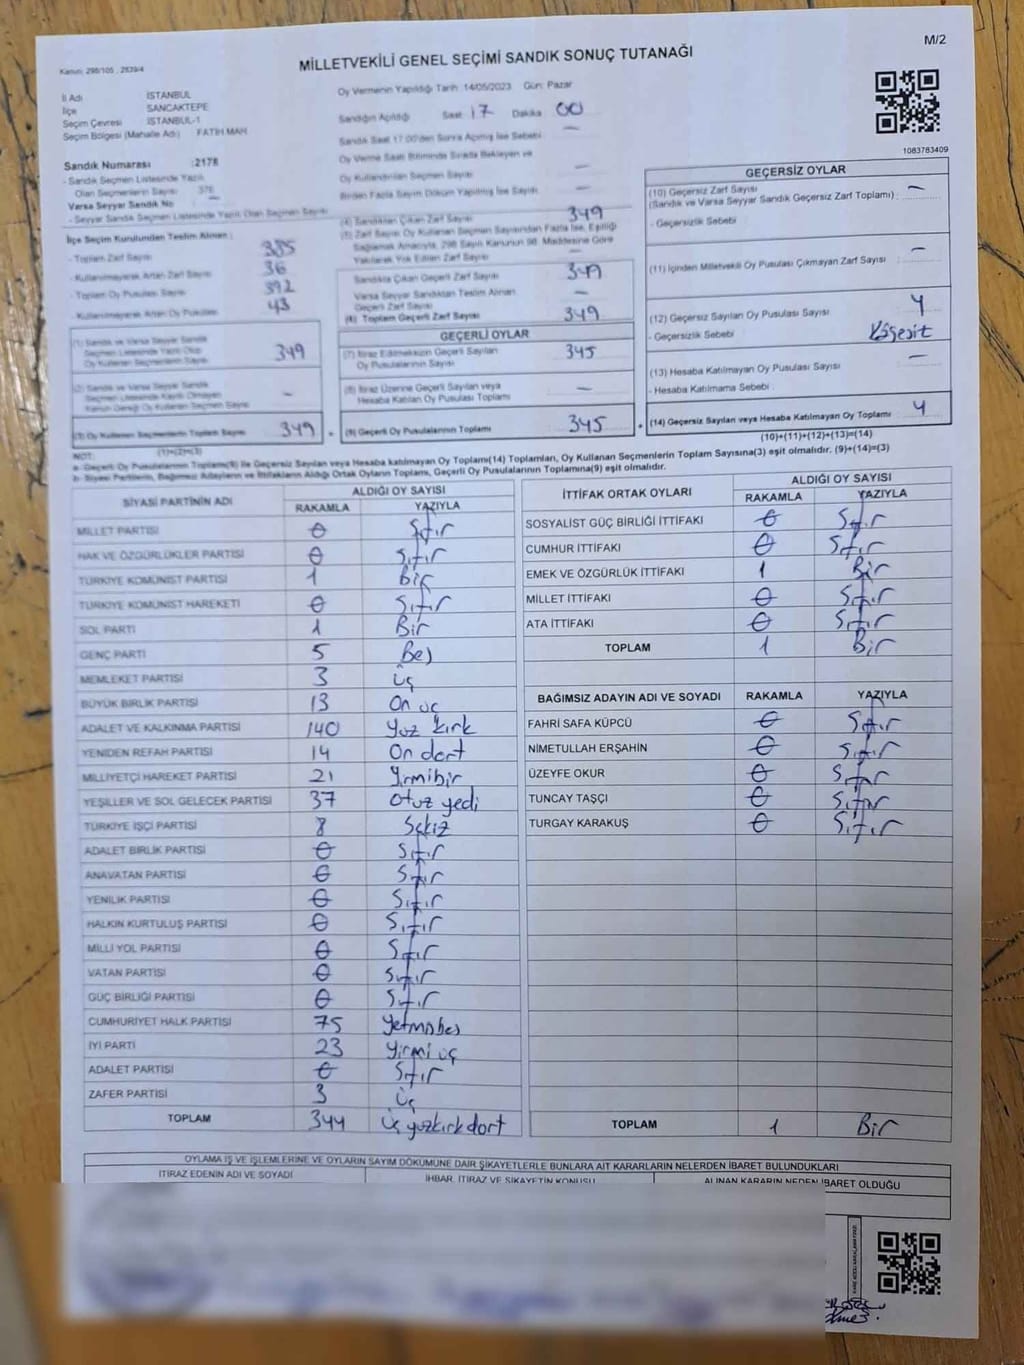 M/2
Kanun: 298/105 , 2839/4
MİLLETVEKİLİ GENEL SEÇİMİ SANDIK SONUÇ TUTANAĞI
İl Adı İSTANBUL
İlçe SANCAKTEPE
Seçim Çevresi İSTANBUL-1
Seçim Bölgesi (Mahalle Adı) FATİH MAH.
Sandık Numarası :2178
- Sandık Seçmen Listesinde Yazılı
Olan Seçmenlerin Sayısı 376
Varsa Seyyar Sandık No –
- Seyyar Sandık Seçmen Listesinde Yazılı Olan Seçmen Sayısı
İlçe Seçim Kurulundan Teslim Alınan :
- Toplam Zarf Sayısı 385
- Kullanılmayarak Artan Zarf Sayısı 36
- Toplam Oy Pusulası Sayısı 392
- Kullanılmayarak Artan Oy Pusulası 43
(1) Sandık ve Varsa Seyyar Sandık
Seçmen Listesinde Yazılı Olup
Oy Kullanan Seçmenlerin Sayısı 349
(2) Sandık ve Varsa Seyyar Sandık
Seçmen Listesinde Kayıtlı Olmayan
Kanun Gereği Oy Kullanan Seçmen Sayısı –
(3) Oy Kullanan Seçmenlerin Toplam Sayısı 349
(1)+(2)=(3)
Oy Vermenin Yapıldığı Tarih 14/05/2023 Gün: Pazar
Sandığın Açıldığı Saat 17 Dakika 00
Sandık Saat 17.00'den Sonra Açılmış İse Sebebi –
Oy Verme Saati Bitiminde Sırada Bekleyen ve
Oy Kullandırılan Seçmen Sayısı –
Birden Fazla Sayım Döküm Yapılmış İse Sayısı –
(4) Sandıktan Çıkan Zarf Sayısı 349
(5) Zarf Sayısı Oy Kullanan Seçmen Sayısından Fazla İse, Eşitliği
Sağlamak Amacıyla, 298 Sayılı Kanunun 98. Maddesine Göre
Yakılarak Yok Edilen Zarf Sayısı –
Sandıkta Çıkan Geçerli Zarf Sayısı 349
Varsa Seyyar Sandıktan Teslim Alınan
Geçerli Zarf Sayısı –
(6) Toplam Geçerli Zarf Sayısı 349
GEÇERLİ OYLAR
(7) İtiraz Edilmeksizin Geçerli Sayılan
Oy Pusulalarının Sayısı 345
(8) İtiraz Üzerine Geçerli Sayılan veya
Hesaba Katılan Oy Pusulası Toplamı –
(9) Geçerli Oy Pusulalarının Toplamı 345
1083783409
GEÇERSİZ OYLAR
(10) Geçersiz Zarf Sayısı
(Sandık ve Varsa Seyyar Sandık Geçersiz Zarf Toplamı) : –
- Geçersizlik Sebebi :
(11) İçinden Milletvekili Oy Pusulası Çıkmayan Zarf Sayısı –
(12) Geçersiz Sayılan Oy Pusulası Sayısı 4
- Geçersizlik Sebebi
(13) Hesaba Katılmayan Oy Pusulası Sayısı –
- Hesaba Katılmama Sebebi
(14) Geçersiz Sayılan veya Hesaba Katılmayan Oy Toplamı 4
(10)+(11)+(12)+(13)=(14)
NOT:
a- Geçerli Oy Pusulalarının Toplamı(9) ile Geçersiz Sayılan veya Hesaba katılmayan Oy Toplamı(14) Toplamları, Oy Kullanan Seçmenlerin Toplam Sayısına(3) eşit olmalıdır. (9)+(14)=(3)
b- Siyasi Partilerin, Bağımsız Adayların ve İttifakların Aldığı Ortak Oyların Toplamı, Geçerli Oy Pusulalarının Toplamına(9) eşit olmalıdır.
SİYASİ PARTİNİN ADI ALDIĞI OY SAYISI
RAKAMLA YAZIYLA
MİLLET PARTİSİ 0 Sıfır
HAK VE ÖZGÜRLÜKLER PARTİSİ 0 Sıfır
TÜRKİYE KOMÜNİST PARTİSİ 1 Bir
TÜRKİYE KOMÜNİST HAREKETİ 0 Sıfır
SOL PARTİ 1 Bir
GENÇ PARTİ 5 Beş
MEMLEKET PARTİSİ 3 üç
BÜYÜK BİRLİK PARTİSİ 13 On üç
ADALET VE KALKINMA PARTİSİ 140 yüz kırk
YENİDEN REFAH PARTİSİ 14 On dört
MİLLİYETÇİ HAREKET PARTİSİ 21 Yirmibir
YEŞİLLER VE SOL GELECEK PARTİSİ 37 Otuz yedi
TÜRKİYE İŞÇİ PARTİSİ 8 Sekiz
ADALET BİRLİK PARTİSİ 0 Sıfır
ANAVATAN PARTİSİ 0 Sıfır
YENİLİK PARTİSİ 0 Sıfır
HALKIN KURTULUŞ PARTİSİ 0 Sıfır
MİLLİ YOL PARTİSİ 0 Sıfır
VATAN PARTİSİ 0 Sıfır
GÜÇ BİRLİĞİ PARTİSİ 0 Sıfır
CUMHURİYET HALK PARTİSİ 75 Yetmişbeş
İYİ PARTİ 23 Yirmi üç
ADALET PARTİSİ 0 Sıfır
ZAFER PARTİSİ 3 Üç
TOPLAM 344 Üç yüzkırkdört
İTTİFAK ORTAK OYLARI ALDIĞI OY SAYISI
RAKAMLA YAZIYLA
SOSYALİST GÜÇ BİRLİĞİ İTTİFAKI 0 Sıfır
CUMHUR İTTİFAKI 0 Sıfır
EMEK VE ÖZGÜRLÜK İTTİFAKI 1 Bir
MİLLET İTTİFAKI 0 Sıfır
ATA İTTİFAKI 0 Sıfır
TOPLAM 1 Bir
BAĞIMSIZ ADAYIN ADI VE SOYADI RAKAMLA YAZIYLA
FAHRİ SAFA KÜPCÜ 0 Sıfır
NİMETULLAH ERŞAHİN 0 Sıfır
ÜZEYFE OKUR 0 Sıfır
TUNCAY TAŞÇI 0 Sıfır
TURGAY KARAKUŞ 0 Sıfır
TOPLAM 1 Bir
OYLAMA İŞ VE İŞLEMLERİNE VE OYLARIN SAYIM DÖKÜMÜNE DAİR ŞİKAYETLERLE BUNLARA AİT KARARLARIN NELERDEN İBARET BULUNDUKLARI
İTİRAZ EDENİN ADI VE SOYADI İHBAR, İTİRAZ VE ŞİKAYETİN KONUSU ALINAN KARARIN NEDEN İBARET OLDUĞU